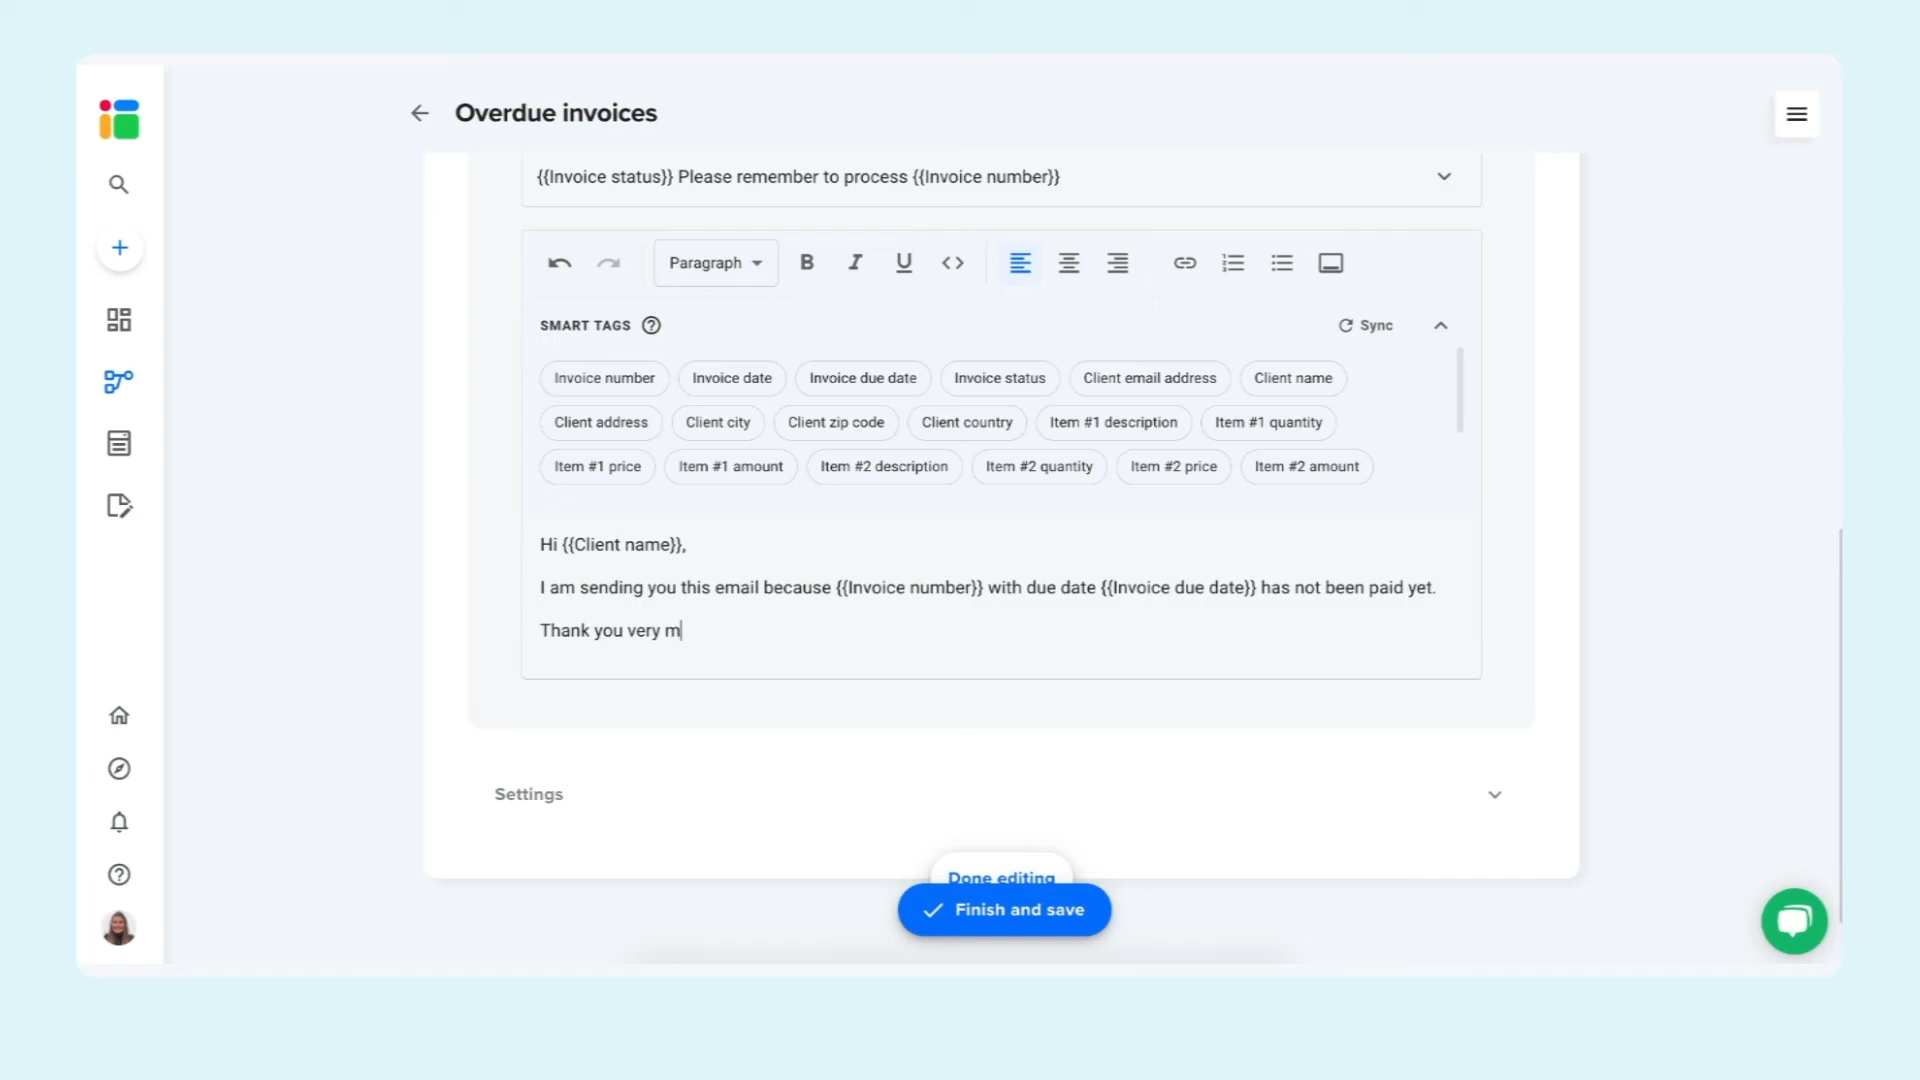 Overdue invoices
{{Invoice status}} Please remember to process {{Invoice number}}
Paragraph
SMART TAGS
Sync
Invoice number Invoice date Invoice due date Invoice status Client email address Client name
Client address Client city Client zip code Client country Item #1 description Item #1 quantity
Item #1 price Item #1 amount Item #2 description Item #2 quantity Item #2 price Item #2 amount
Hi {{Client name}},
I am sending you this email because {{Invoice number}} with due date {{Invoice due date}} has not been paid yet.
Thank you very m
Settings
Done editing
Finish and save